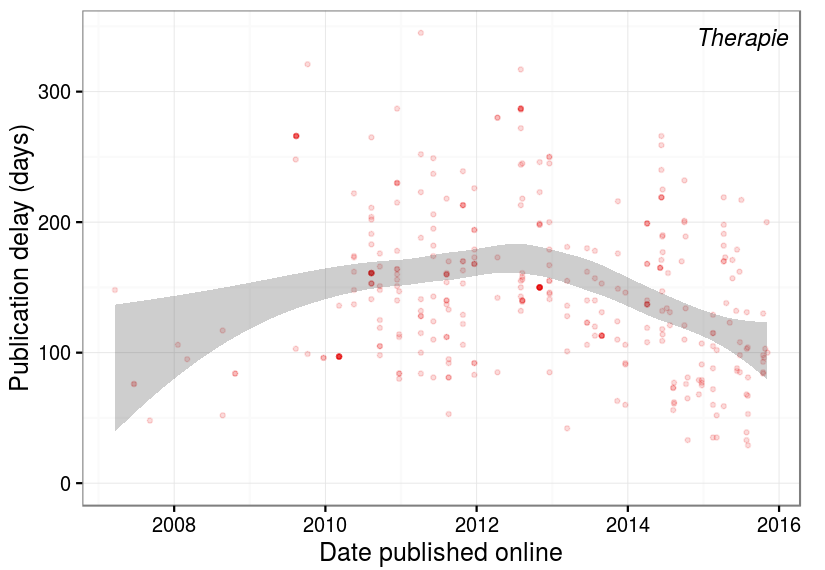 Therapie
Publication delay (days)
300
200
100
0
2008 2010 2012 2014 2016
Date published online